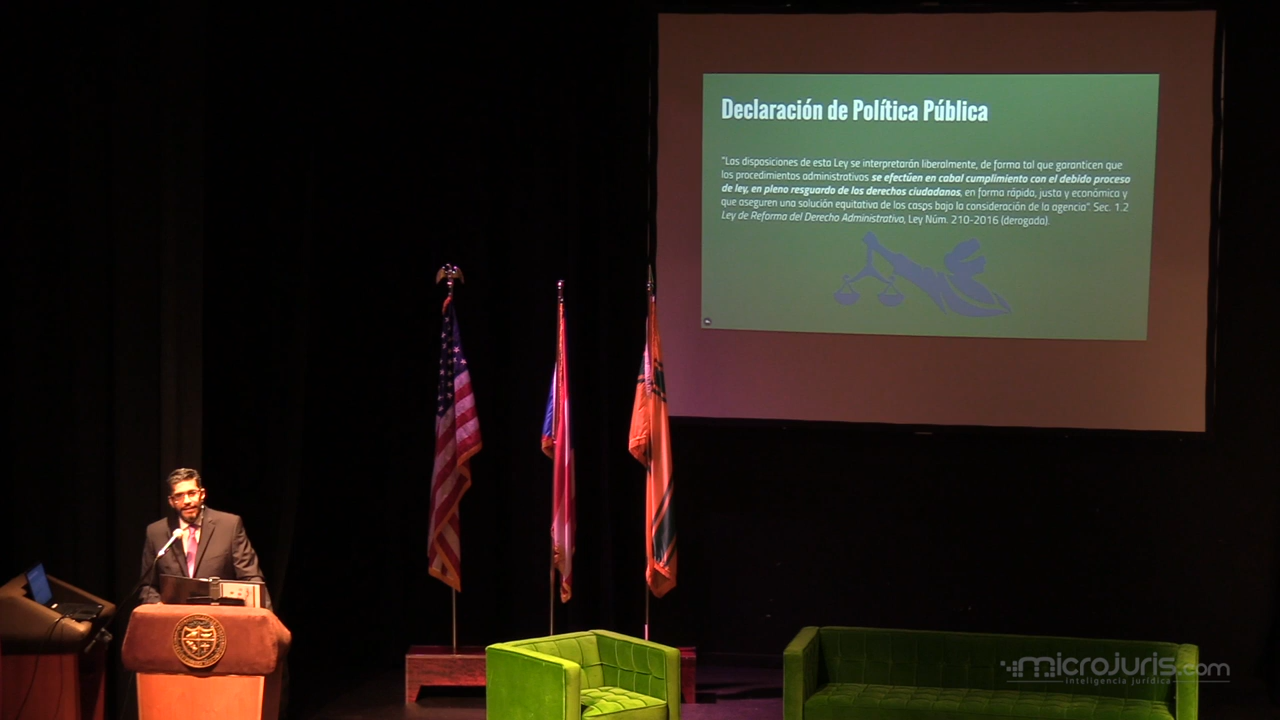 Declaración de Política Pública
"Las disposiciones de esta Ley se interpretarán liberalmente, de forma tal que garanticen que
los procedimientos administrativos se efectúen en cabal cumplimiento con el debido proceso
de ley, en pleno resguardo de los derechos ciudadanos, en forma rápida, justa y económica y
que aseguren una solución equitativa de los casps bajo la consideración de la agencia". Sec. 1.2
Ley de Reforma del Derecho Administrativo, Ley Núm. 210-2016 (derogada).
microjuris.com
inteligencia jurídica